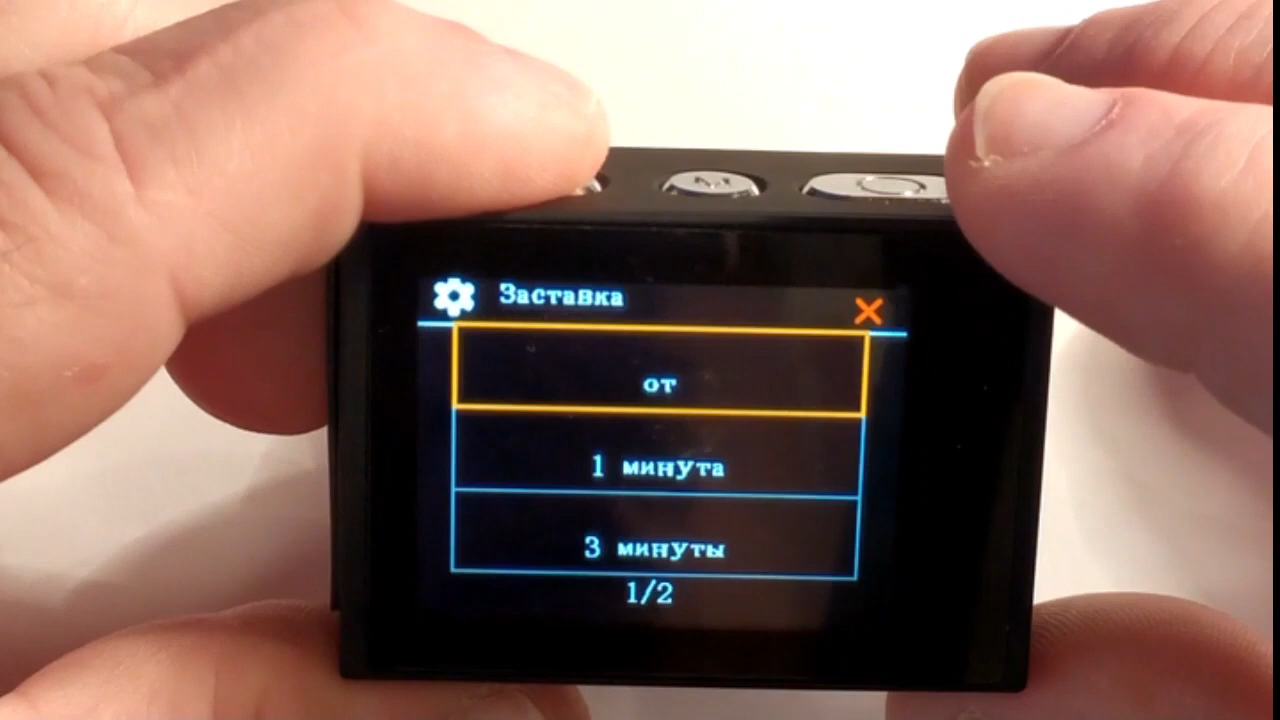 M
Заставка
от
1 минута
3 минуты
1/2